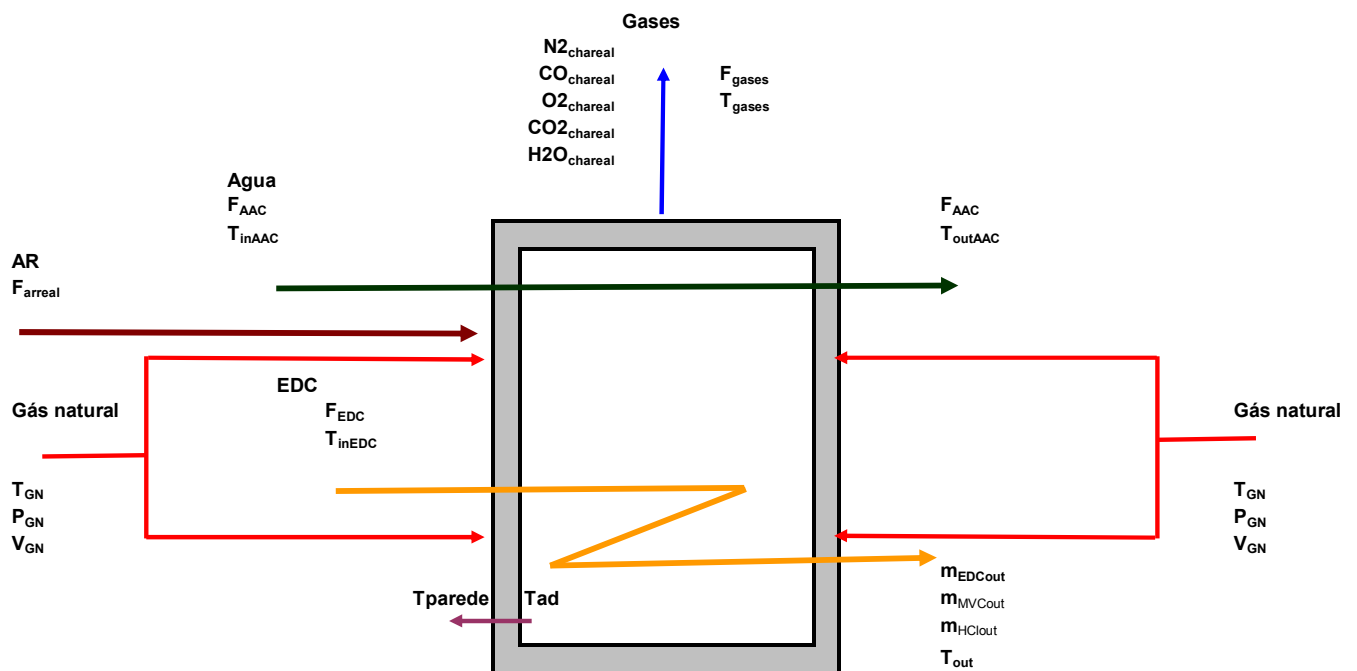 Gases
N2chareal
COchareal
O2chareal
CO2chareal
H2Ochareal
Fgases
Tgases
Agua
FAAC
TinAAC
FAAC
ToutAAC
AR
Farreal
EDC
FEDC
TinEDC
Gás natural
TGN
PGN
VGN
Gás natural
TGN
PGN
VGN
Tparede
Tad
mEDCout
mMVCout
mHClout
Tout